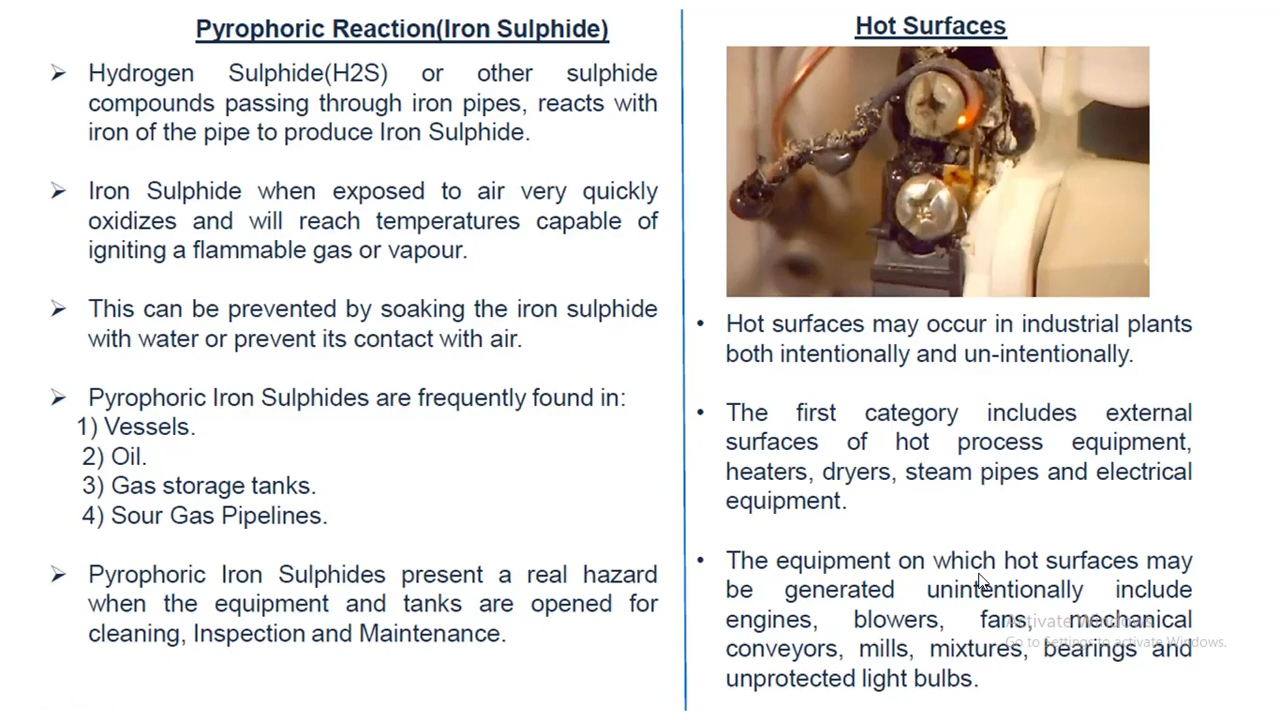 Pyrophoric Reaction(Iron Sulphide)
➢ Hydrogen Sulphide(H2S) or other sulphide
compounds passing through iron pipes, reacts with
iron of the pipe to produce Iron Sulphide.
➢ Iron Sulphide when exposed to air very quickly
oxidizes and will reach temperatures capable of
igniting a flammable gas or vapour.
➢ This can be prevented by soaking the iron sulphide
with water or prevent its contact with air.
➢ Pyrophoric Iron Sulphides are frequently found in:
1) Vessels.
2) Oil.
3) Gas storage tanks.
4) Sour Gas Pipelines.
➢ Pyrophoric Iron Sulphides present a real hazard
when the equipment and tanks are opened for
cleaning, Inspection and Maintenance.
Hot Surfaces
• Hot surfaces may occur in industrial plants
both intentionally and un-intentionally.
• The first category includes external
surfaces of hot process equipment,
heaters, dryers, steam pipes and electrical
equipment.
• The equipment on which hot surfaces may
be generated unintentionally include
engines, blowers, fans, mechanical
conveyors, mills, mixtures, bearings and
unprotected light bulbs.
Activate Windows
Go to Settings to activate Windows.